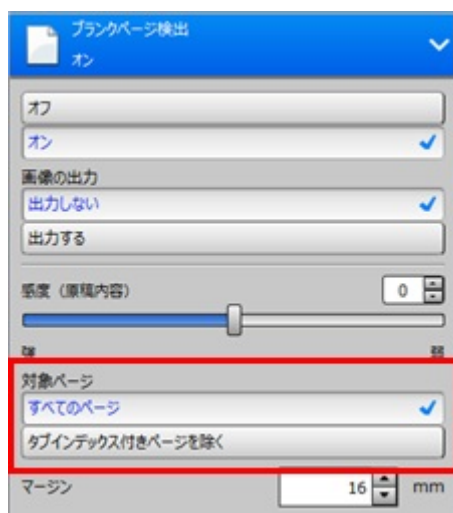 ブランクページ検出
オン
オフ
オン
画像の出力
出力しない
出力する
感度（原稿内容） 0
強 弱
対象ページ
すべてのページ
タブインデックス付きページを除く
マージン 16 mm